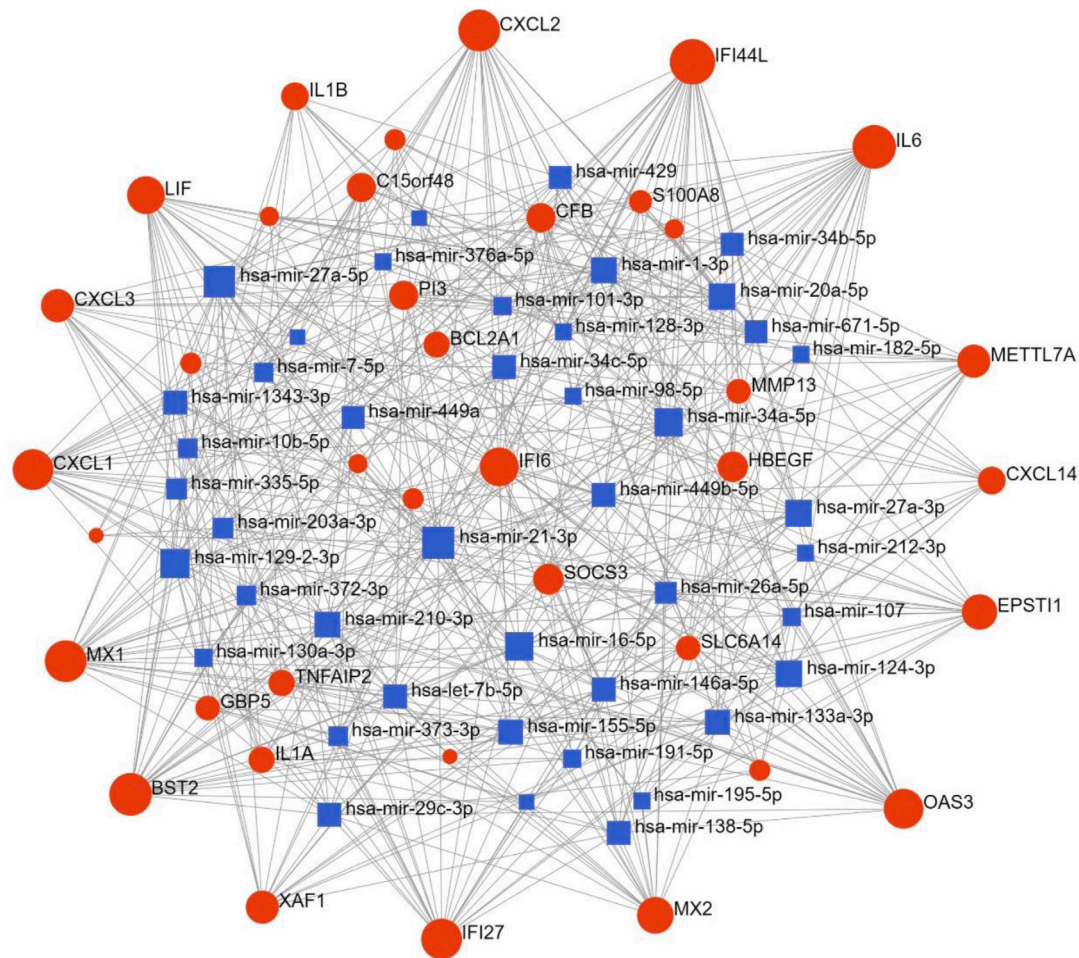 CXCL2
IFI44L
IL1B
IL6
hsa-mir-429
C15orf48
LIF
S100A8
CFB
hsa-mir-34b-5p
hsa-mir-376a-5p
hsa-mir-1-3p
hsa-mir-27a-5p
PI3
hsa-mir-20a-5p
CXCL3
hsa-mir-101-3p
hsa-mir-128-3p
hsa-mir-671-5p
BCL2A1
hsa-mir-182-5p
METTL7A
hsa-mir-7-5p
hsa-mir-34c-5p
MMP13
hsa-mir-98-5p
hsa-mir-1343-3p
hsa-mir-449a
hsa-mir-34a-5p
hsa-mir-10b-5p
IFI6
HBEGF
CXCL1
CXCL14
hsa-mir-335-5p
hsa-mir-449b-5p
hsa-mir-27a-3p
hsa-mir-203a-3p
hsa-mir-21-3p
hsa-mir-212-3p
hsa-mir-129-2-3p
SOCS3
hsa-mir-372-3p
hsa-mir-26a-5p
EPSTI1
hsa-mir-107
hsa-mir-210-3p
hsa-mir-16-5p
SLC6A14
hsa-mir-130a-3p
MX1
hsa-mir-124-3p
TNFAIP2
hsa-let-7b-5p
hsa-mir-146a-5p
GBP5
hsa-mir-133a-3p
hsa-mir-373-3p
hsa-mir-155-5p
IL1A
hsa-mir-191-5p
BST2
hsa-mir-195-5p
OAS3
hsa-mir-29c-3p
hsa-mir-138-5p
XAF1
MX2
IFI27